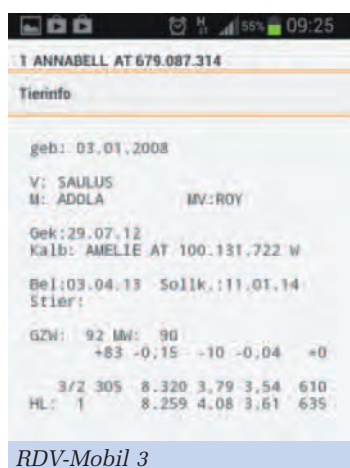 H 55% 09:25
1 ANNABELL AT 679.087.314
Tierinfo
geb: 03.01.2008
V: SAULUS
M: ADOLA MV.:ROY
Gek:29.07.12
Kalb: AMELIE AT 100.131.722 W
Bel:03.04.13 Sollk.:11.01.14
Stier:
GZW: 92 MW: 90
+83 -0,15 -10 -0,04 +0
3/2 305 8.320 3,79 3,54 610
HL: 1 8.259 4,08 3,61 635
RDV-Mobil 3